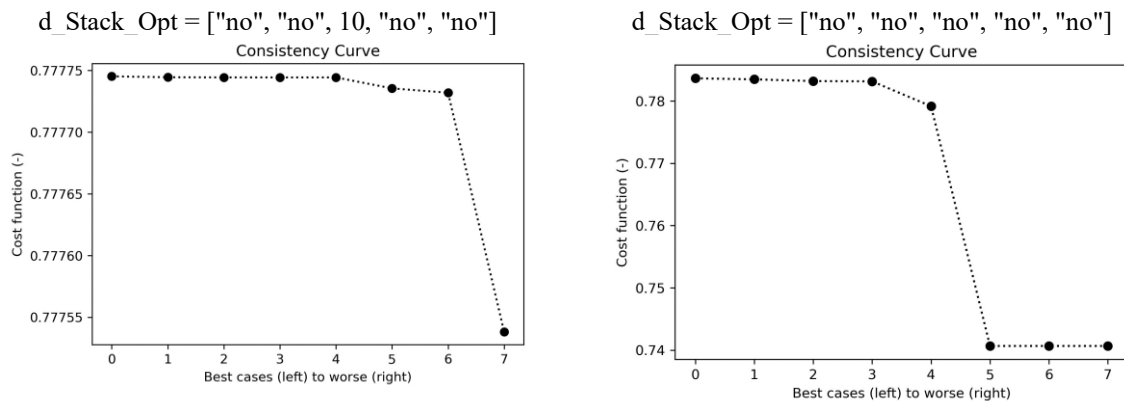 d_Stack_Opt = ["no", "no", 10, "no", "no"]
Consistency Curve
Cost function (-)
0.77775
0.77770
0.77765
0.77760
0.77755
0 1 2 3 4 5 6 7
Best cases (left) to worse (right)
d_Stack_Opt = ["no", "no", "no", "no", "no"]
Consistency Curve
Cost function (-)
0.78
0.77
0.76
0.75
0.74
0 1 2 3 4 5 6 7
Best cases (left) to worse (right)